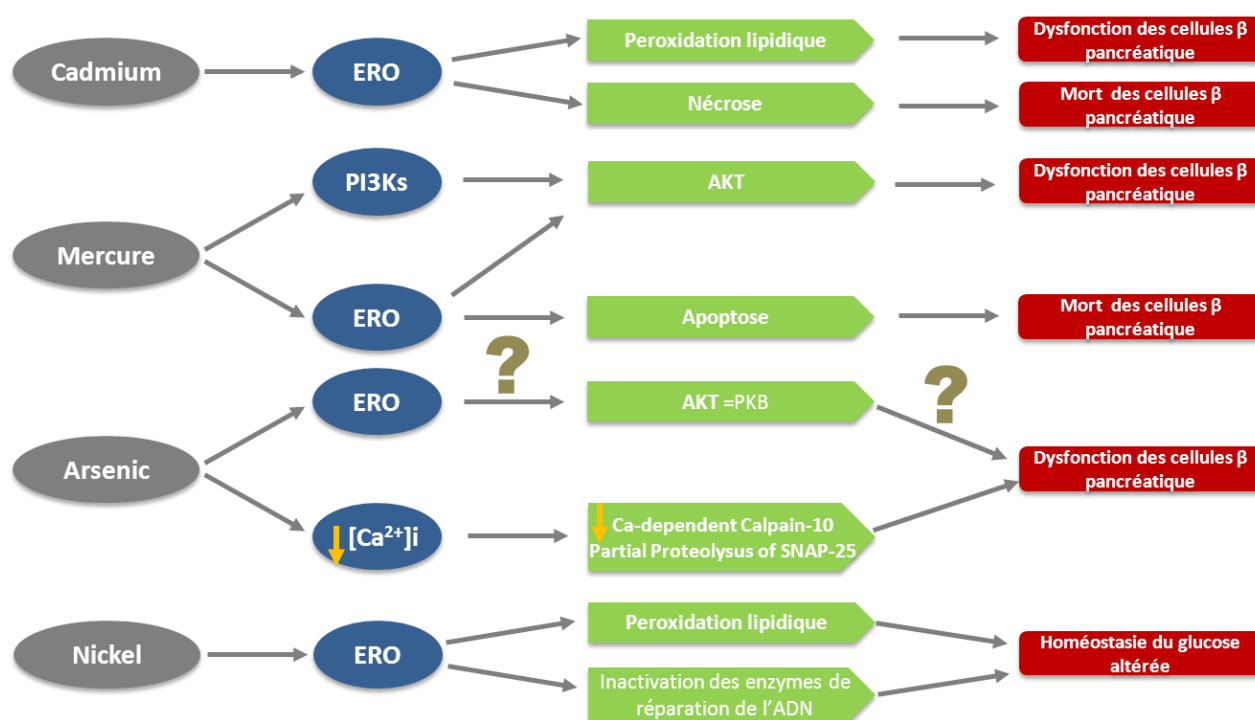 Cadmium
ERO
Peroxidation lipidique
Dysfonction des cellules β
pancréatique
Nécrose
Mort des cellules β
pancréatique
Mercure
PI3Ks
AKT
Dysfonction des cellules β
pancréatique
ERO
Apoptose
Mort des cellules β
pancréatique
?
?
Arsenic
ERO
AKT =PKB
Dysfonction des cellules β
pancréatique
[Ca²⁺]i
Ca-dependent Calpain-10
Partial Proteolysus of SNAP-25
Nickel
ERO
Peroxidation lipidique
Homéostasie du glucose
altérée
Inactivation des enzymes de
réparation de l’ADN